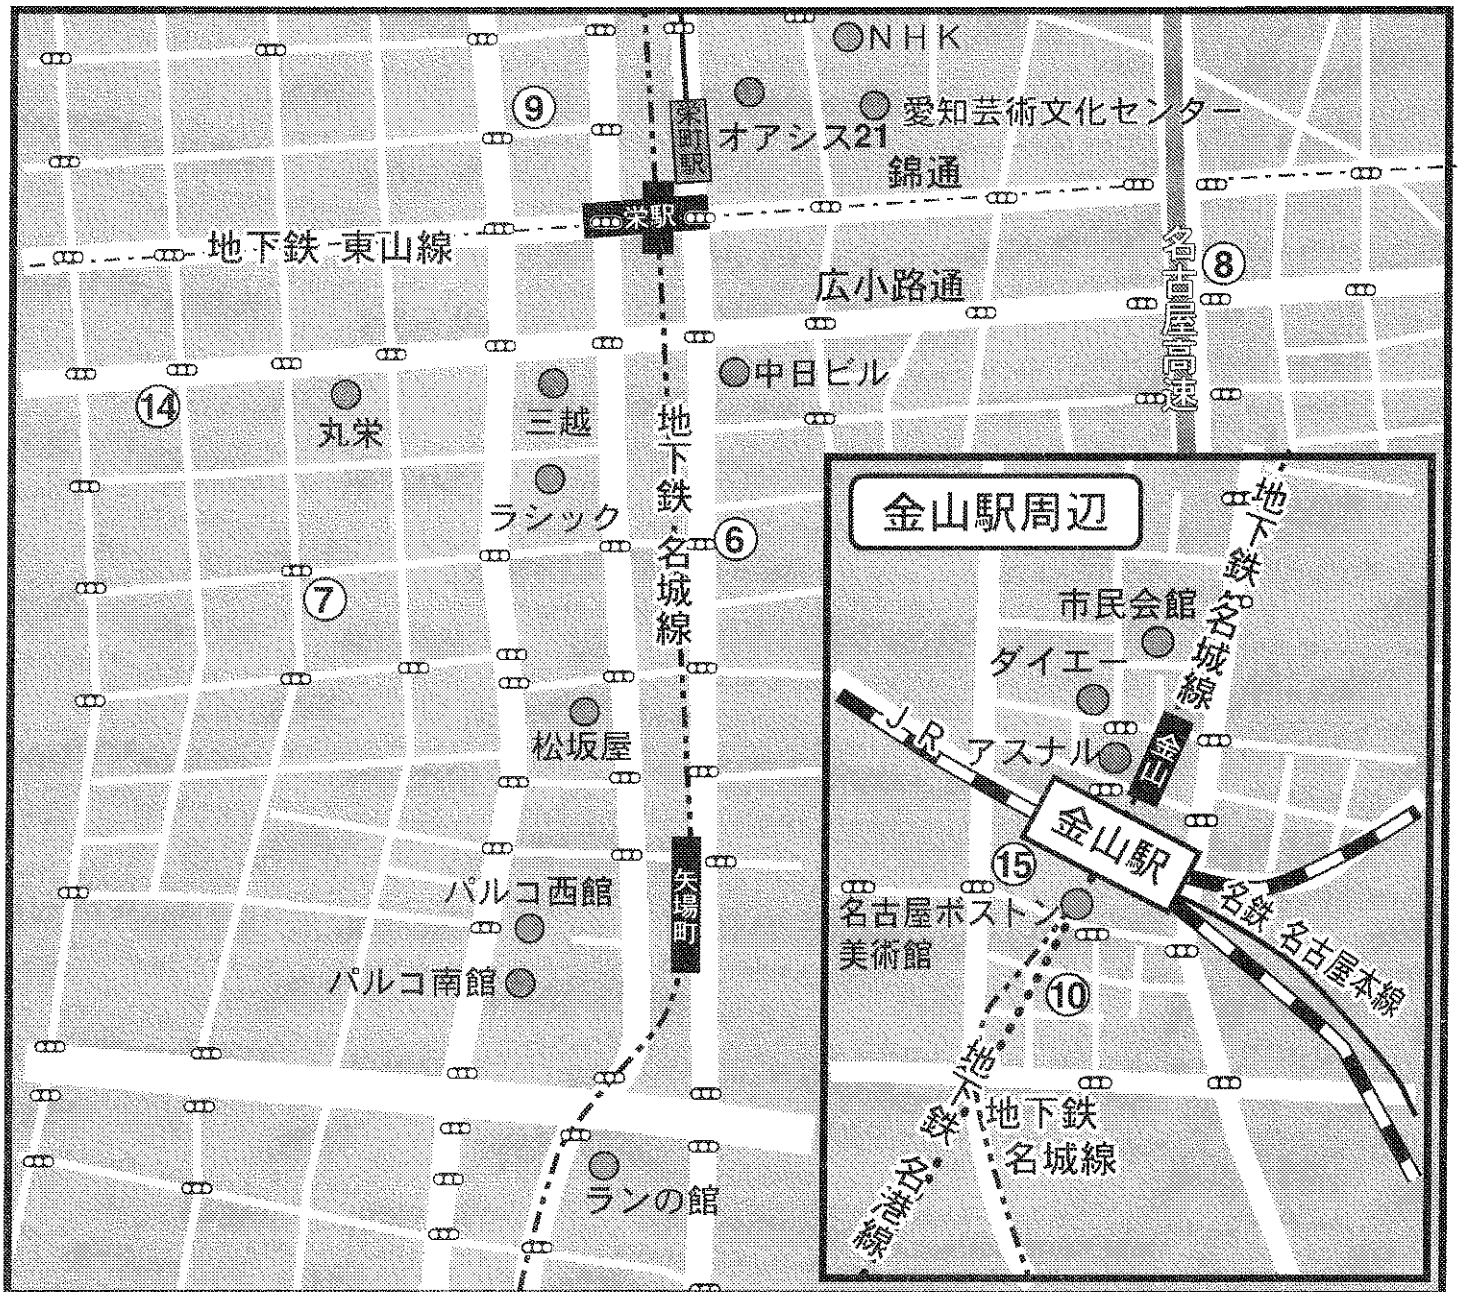 NHK
⑨
栄町駅
オアシス21
愛知芸術文化センター
錦通
栄駅
地下鉄 東山線
名古屋高速
⑧
広小路通
中日ビル
⑭
丸栄
三越
地下鉄 名城線
ラシック
⑥
⑦
松坂屋
矢場町
パルコ西館
パルコ南館
ランの館
金山駅周辺
地下鉄 名城線
市民会館
ダイエー
JR
アスナル
金山
金山駅
⑮
名古屋ボストン
美術館
名鉄 名古屋本線
⑩
地下鉄 名港線
地下鉄
名城線